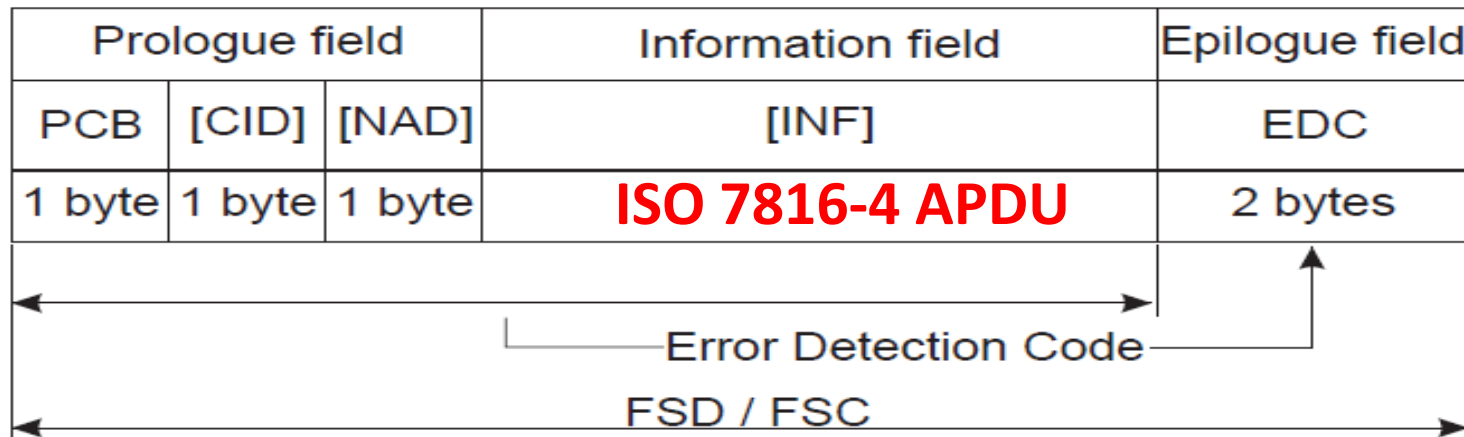 Prologue field Information field Epilogue field
PCB [CID] [NAD] [INF] EDC
1 byte 1 byte 1 byte ISO 7816-4 APDU 2 bytes
Error Detection Code
FSD / FSC